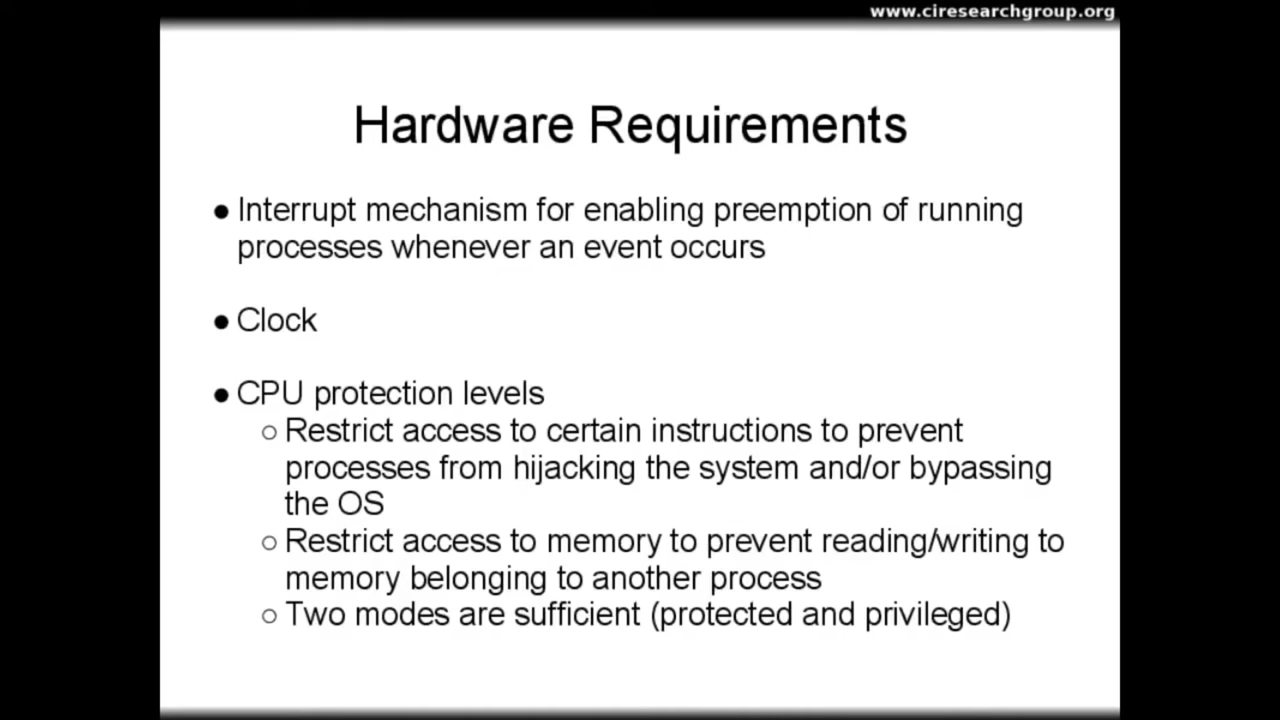 www.ciresearchgroup.org
Hardware Requirements
● Interrupt mechanism for enabling preemption of running
processes whenever an event occurs
● Clock
● CPU protection levels
○ Restrict access to certain instructions to prevent
processes from hijacking the system and/or bypassing
the OS
○ Restrict access to memory to prevent reading/writing to
memory belonging to another process
○ Two modes are sufficient (protected and privileged)